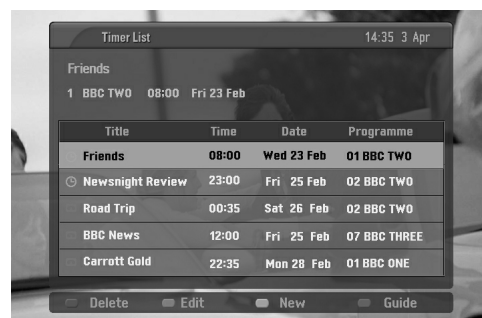 Timer List 14:35 3 Apr
Friends
1 BBC TWO 08:00 Fri 23 Feb
Title Time Date Programme
Friends 08:00 Wed 23 Feb 01 BBC TWO
Newsnight Review 23:00 Fri 25 Feb 02 BBC TWO
Road Trip 00:35 Sat 26 Feb 02 BBC TWO
BBC News 12:00 Fri 25 Feb 07 BBC THREE
Carrott Gold 22:35 Mon 28 Feb 01 BBC ONE
Delete Edit New Guide